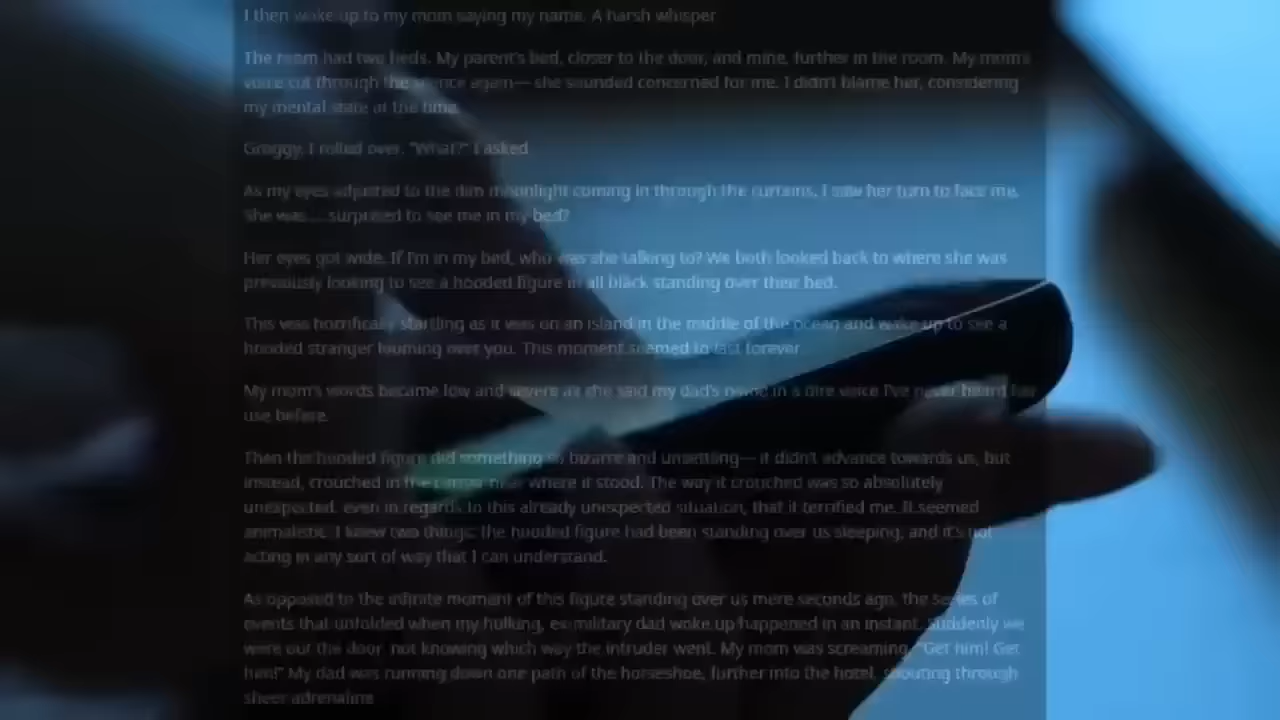 I then woke up to my mom saying my name. A harsh whisper
The room had two beds. My parent's bed, closer to the door, and mine, further in the room. My mom's
voice cut through the silence again— she sounded concerned for me. I didn't blame her, considering
my mental state at the time.
Groggy, I rolled over. "What?" I asked
As my eyes adjusted to the dim moonlight coming in through the curtains, I saw her turn to face me.
She was.... surprised to see me in my bed?
Her eyes got wide. If I'm in my bed, who was she talking to? We both looked back to where she was
previously looking to see a hooded figure in all black standing over their bed.
This was horrifically startling as it was on an island in the middle of the ocean and wake up to see a
hooded stranger looming over you. This moment seemed to last forever
My mom's words became low and severe as she said my dad's name in a dire voice I've never heard her
use before.
Then the hooded figure did something so bizarre and unsettling— it didn't advance towards us, but
instead, crouched in the where it stood. The way it crouched was so absolutely
unexpected, even in regards to this already unexpected situation, that it terrified me. It seemed
animalistic. I knew two things: the hooded figure had been standing over us sleeping, and it's not
acting in any sort of way that I can understand.
As opposed to the infinite moment of this figure standing over us mere seconds ago, the series of
events that unfolded when my hulking, ex-military dad woke up happened in an instant. Suddenly we
were out the door, not knowing which way the intruder went. My mom was screaming, "Get him! Get
him!" My dad was running down one path of the horseshoe, further into the hotel, shouting through
sheer adrenaline